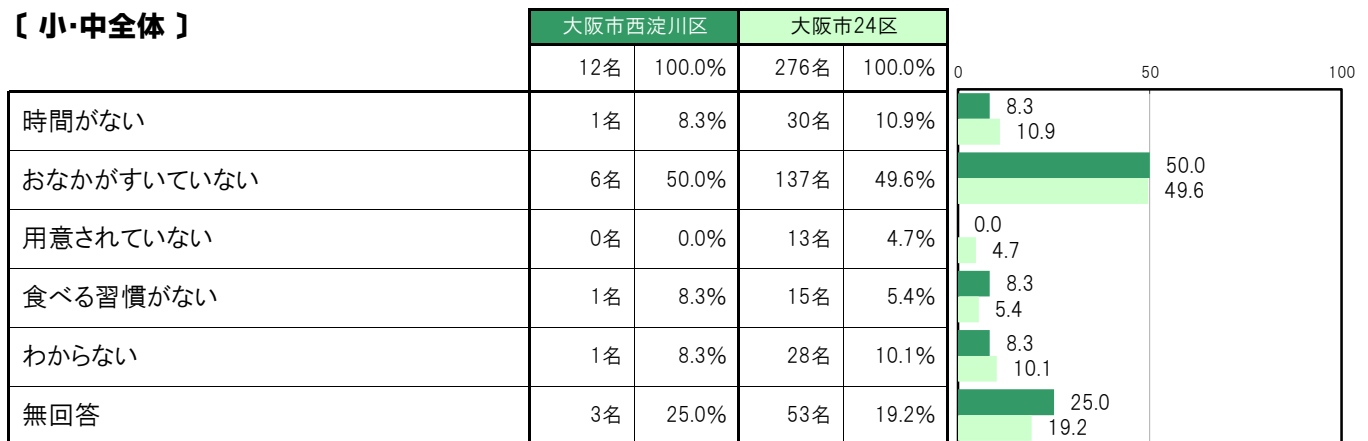 〔 小・中全体 〕
大阪市西淀川区 大阪市24区
12名 100.0% 276名 100.0%
0 50 100
時間がない 1名 8.3% 30名 10.9%
8.3
10.9
おなかがすいていない 6名 50.0% 137名 49.6%
50.0
49.6
用意されていない 0名 0.0% 13名 4.7%
0.0
4.7
食べる習慣がない 1名 8.3% 15名 5.4%
8.3
5.4
わからない 1名 8.3% 28名 10.1%
8.3
10.1
無回答 3名 25.0% 53名 19.2%
25.0
19.2